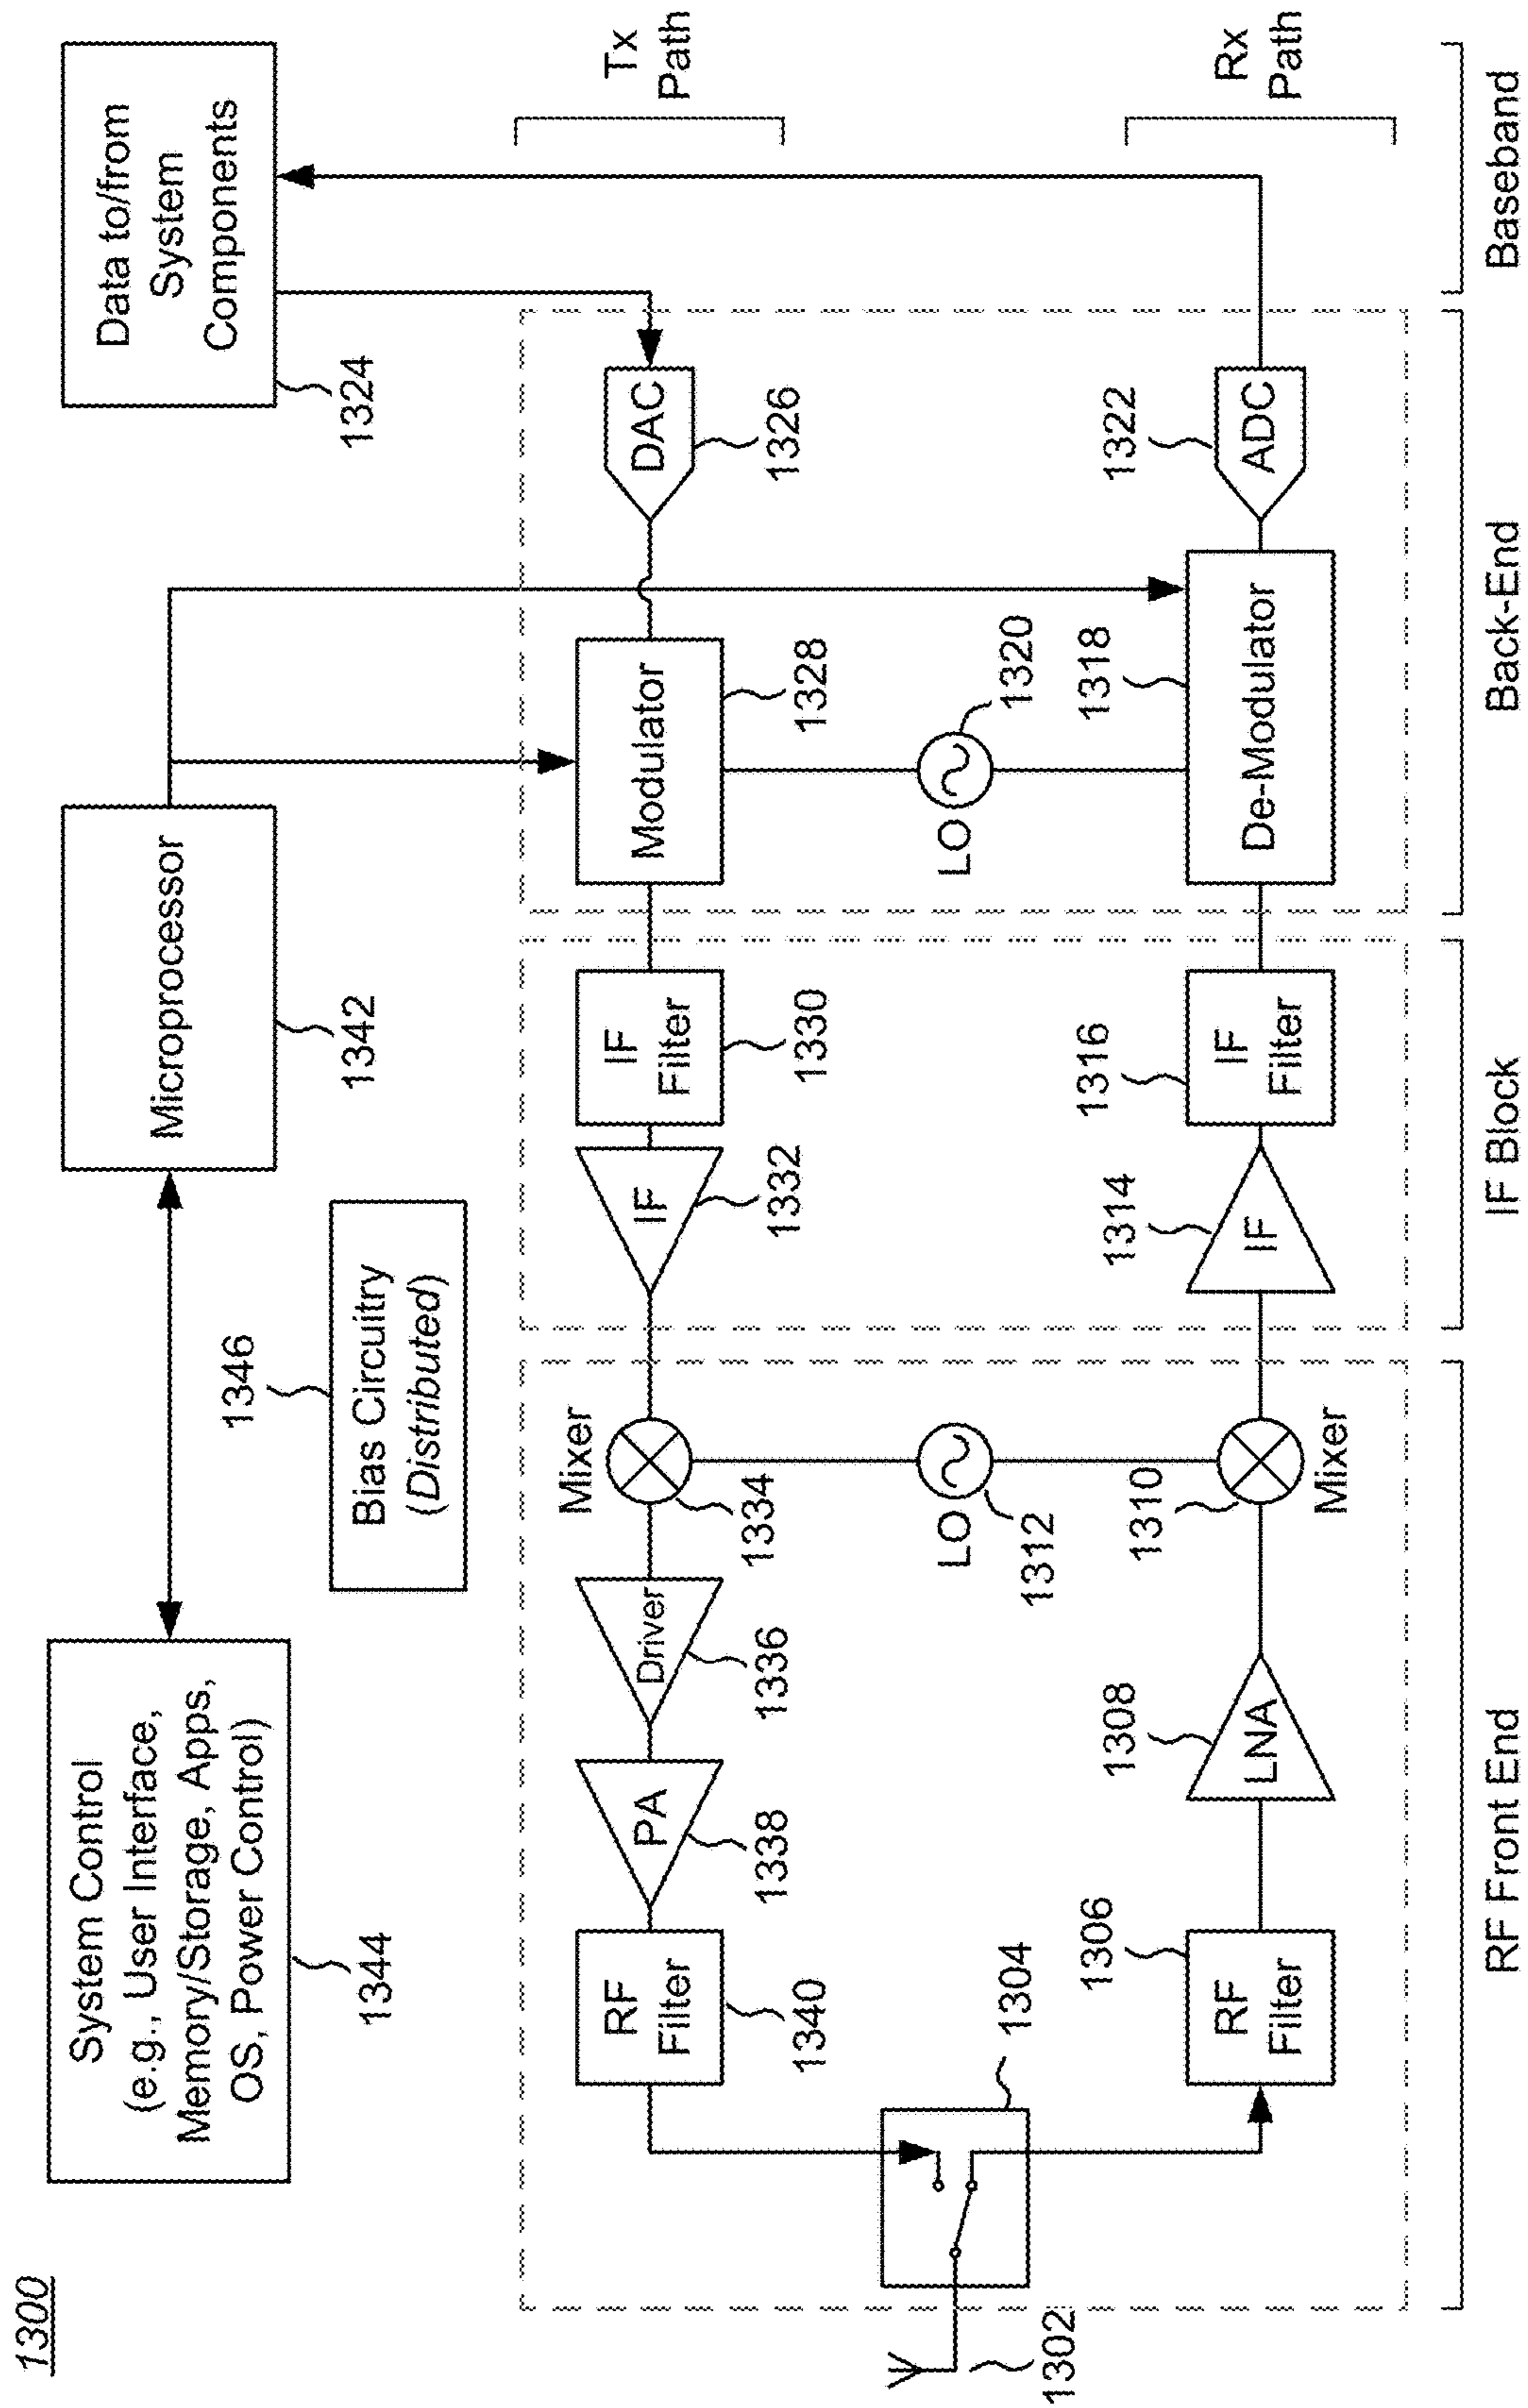 1300
System Control
(e.g., User Interface,
Memory/Storage, Apps,
OS, Power Control)
1344
Microprocessor
1342
Data to/from
System
Components
1324
1346
Bias Circuitry
(Distributed)
Tx
Path
RF
Filter
1340
PA
1338
Driver
1336
Mixer
1334
IF
1332
IF
Filter
1330
Modulator
1328
DAC
1326
1302
1304
LO
1312
LO
1320
Rx
Path
1306
RF
Filter
1308
LNA
1310
Mixer
1314
IF
1316
IF
Filter
1318
De-Modulator
1322
ADC
RF Front End
IF Block
Back-End
Baseband